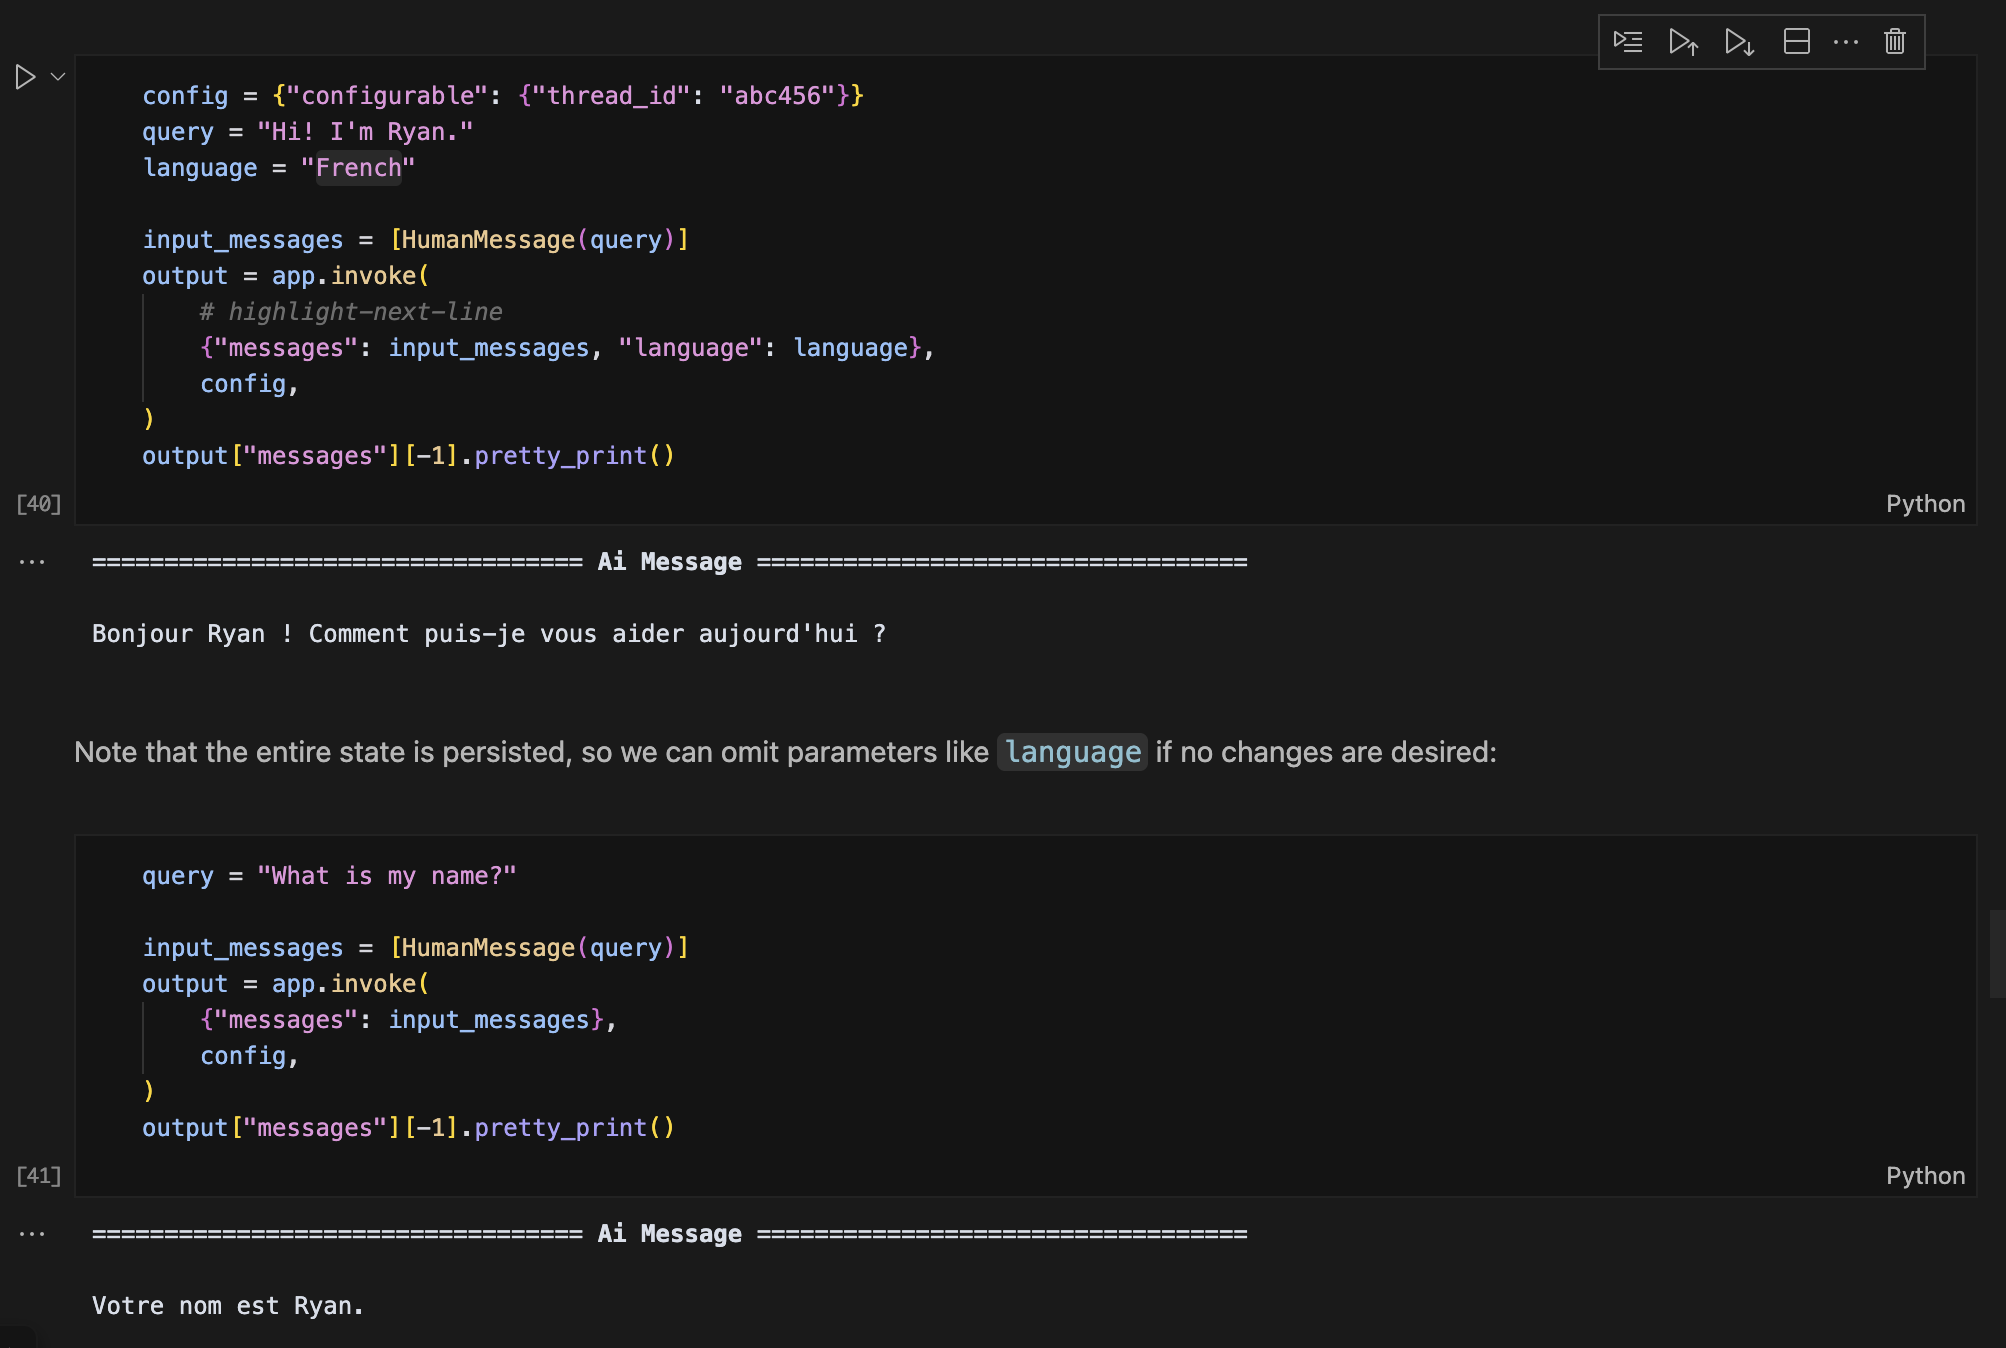 config = {"configurable": {"thread_id": "abc456"}}
query = "Hi! I'm Ryan."
language = "French"
input_messages = [HumanMessage(query)]
output = app.invoke(
    # highlight-next-line
    {"messages": input_messages, "language": language},
    config,
)
output["messages"][-1].pretty_print()
[40]
Python
================================== Ai Message ==================================
Bonjour Ryan ! Comment puis-je vous aider aujourd'hui ?
Note that the entire state is persisted, so we can omit parameters like language if no changes are desired:
query = "What is my name?"
input_messages = [HumanMessage(query)]
output = app.invoke(
    {"messages": input_messages},
    config,
)
output["messages"][-1].pretty_print()
[41]
Python
================================== Ai Message ==================================
Votre nom est Ryan.